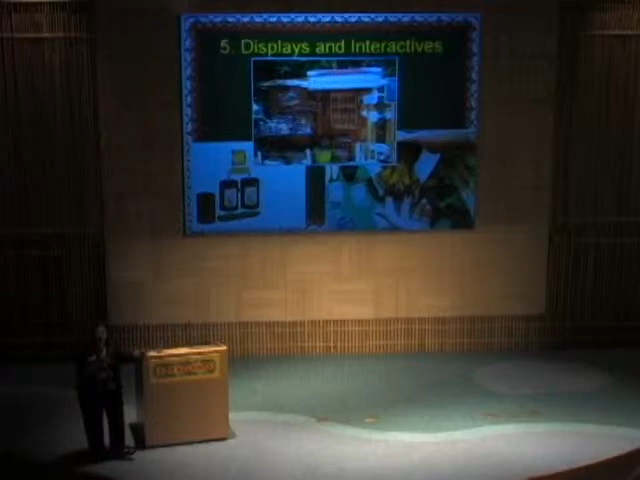 5. Displays and Interactives